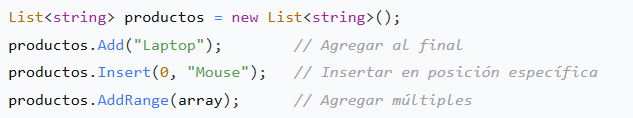 List<string> productos = new List<string>();
productos.Add("Laptop");        // Agregar al final
productos.Insert(0, "Mouse");   // Insertar en posición específica
productos.AddRange(array);      // Agregar múltiples